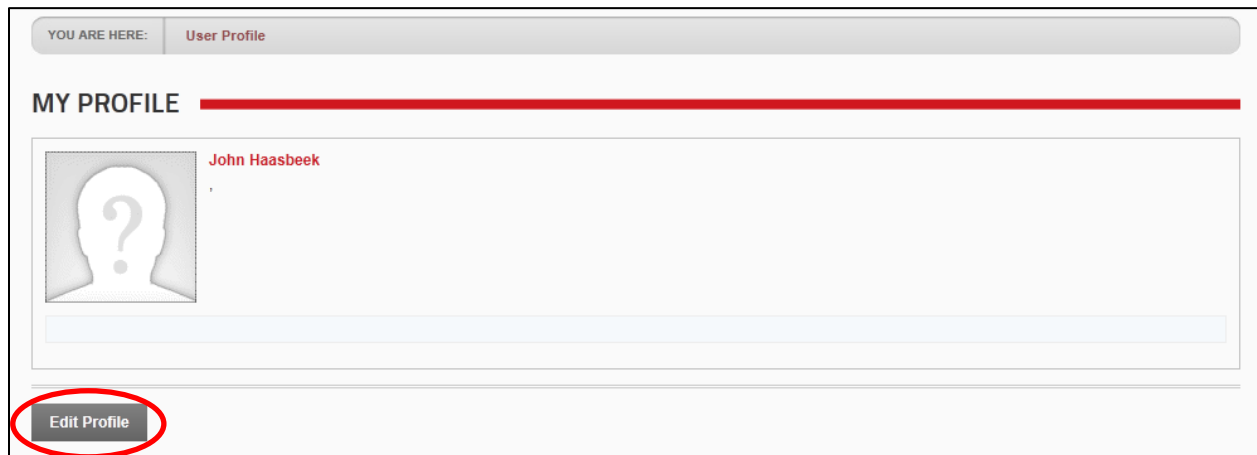 YOU ARE HERE: User Profile
MY PROFILE
John Haasbeek
,
?
Edit Profile